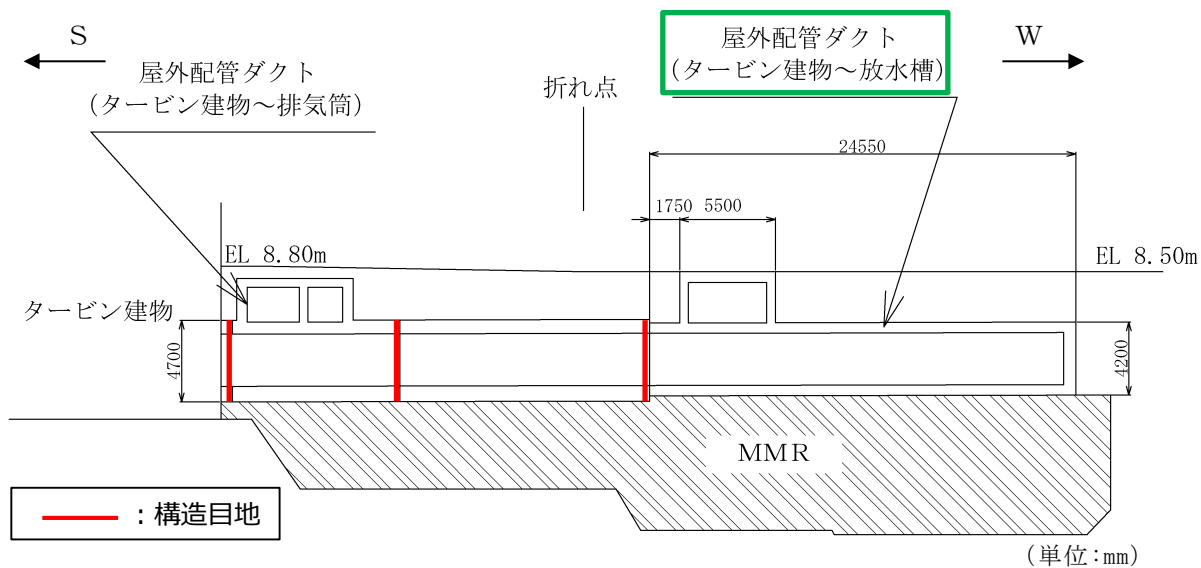 S
屋外配管ダクト
(タービン建物～排気筒)
折れ点
屋外配管ダクト
(タービン建物～放水槽)
W
24550
1750
5500
EL 8.80m
EL 8.50m
タービン建物
4700
4200
MMR
：構造目地
(単位:mm)